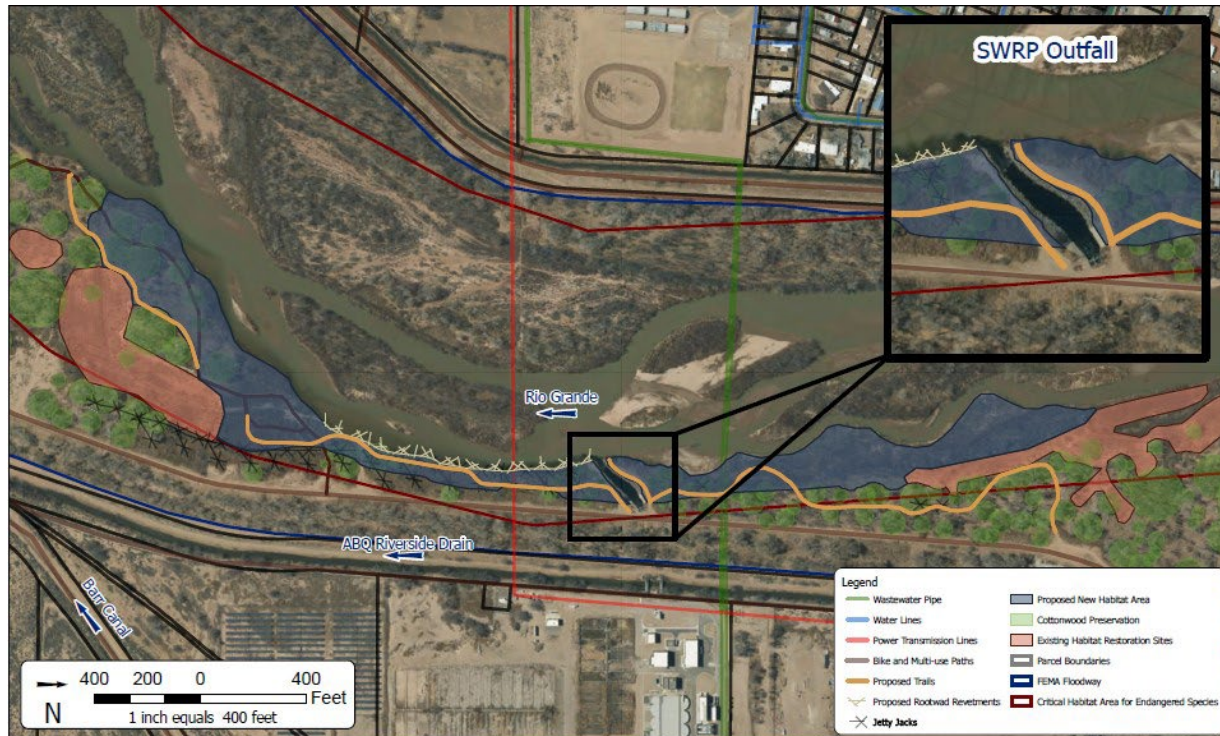 SWRP Outfall
Rio Grande
ABQ Riverside Drain
Barr Canal
400 200 0 400
Feet
N
1 inch equals 400 feet
Legend
Wastewater Pipe
Water Lines
Power Transmission Lines
Bike and Multi-use Paths
Proposed Trails
Proposed Rootwad Revetments
Jetty Jacks
Proposed New Habitat Area
Cottonwood Preservation
Existing Habitat Restoration Sites
Parcel Boundaries
FEMA Floodway
Critical Habitat Area for Endangered Species